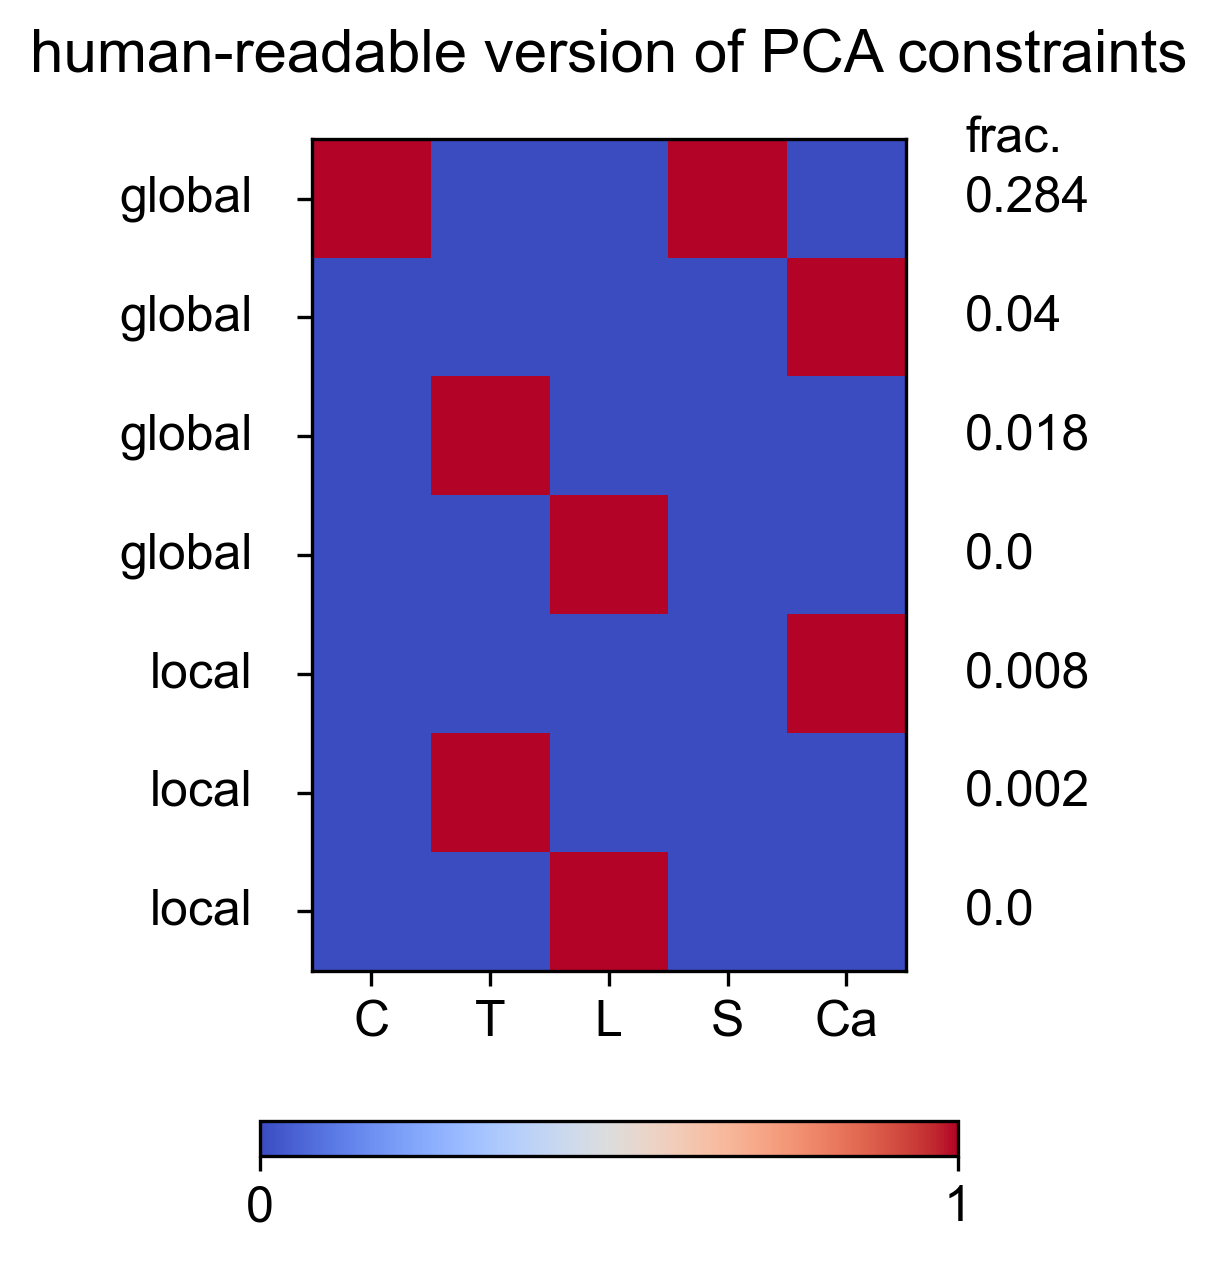 human-readable version of PCA constraints
frac.
global 0.284
global 0.04
global 0.018
global 0.0
local 0.008
local 0.002
local 0.0
C T L S Ca
0 1